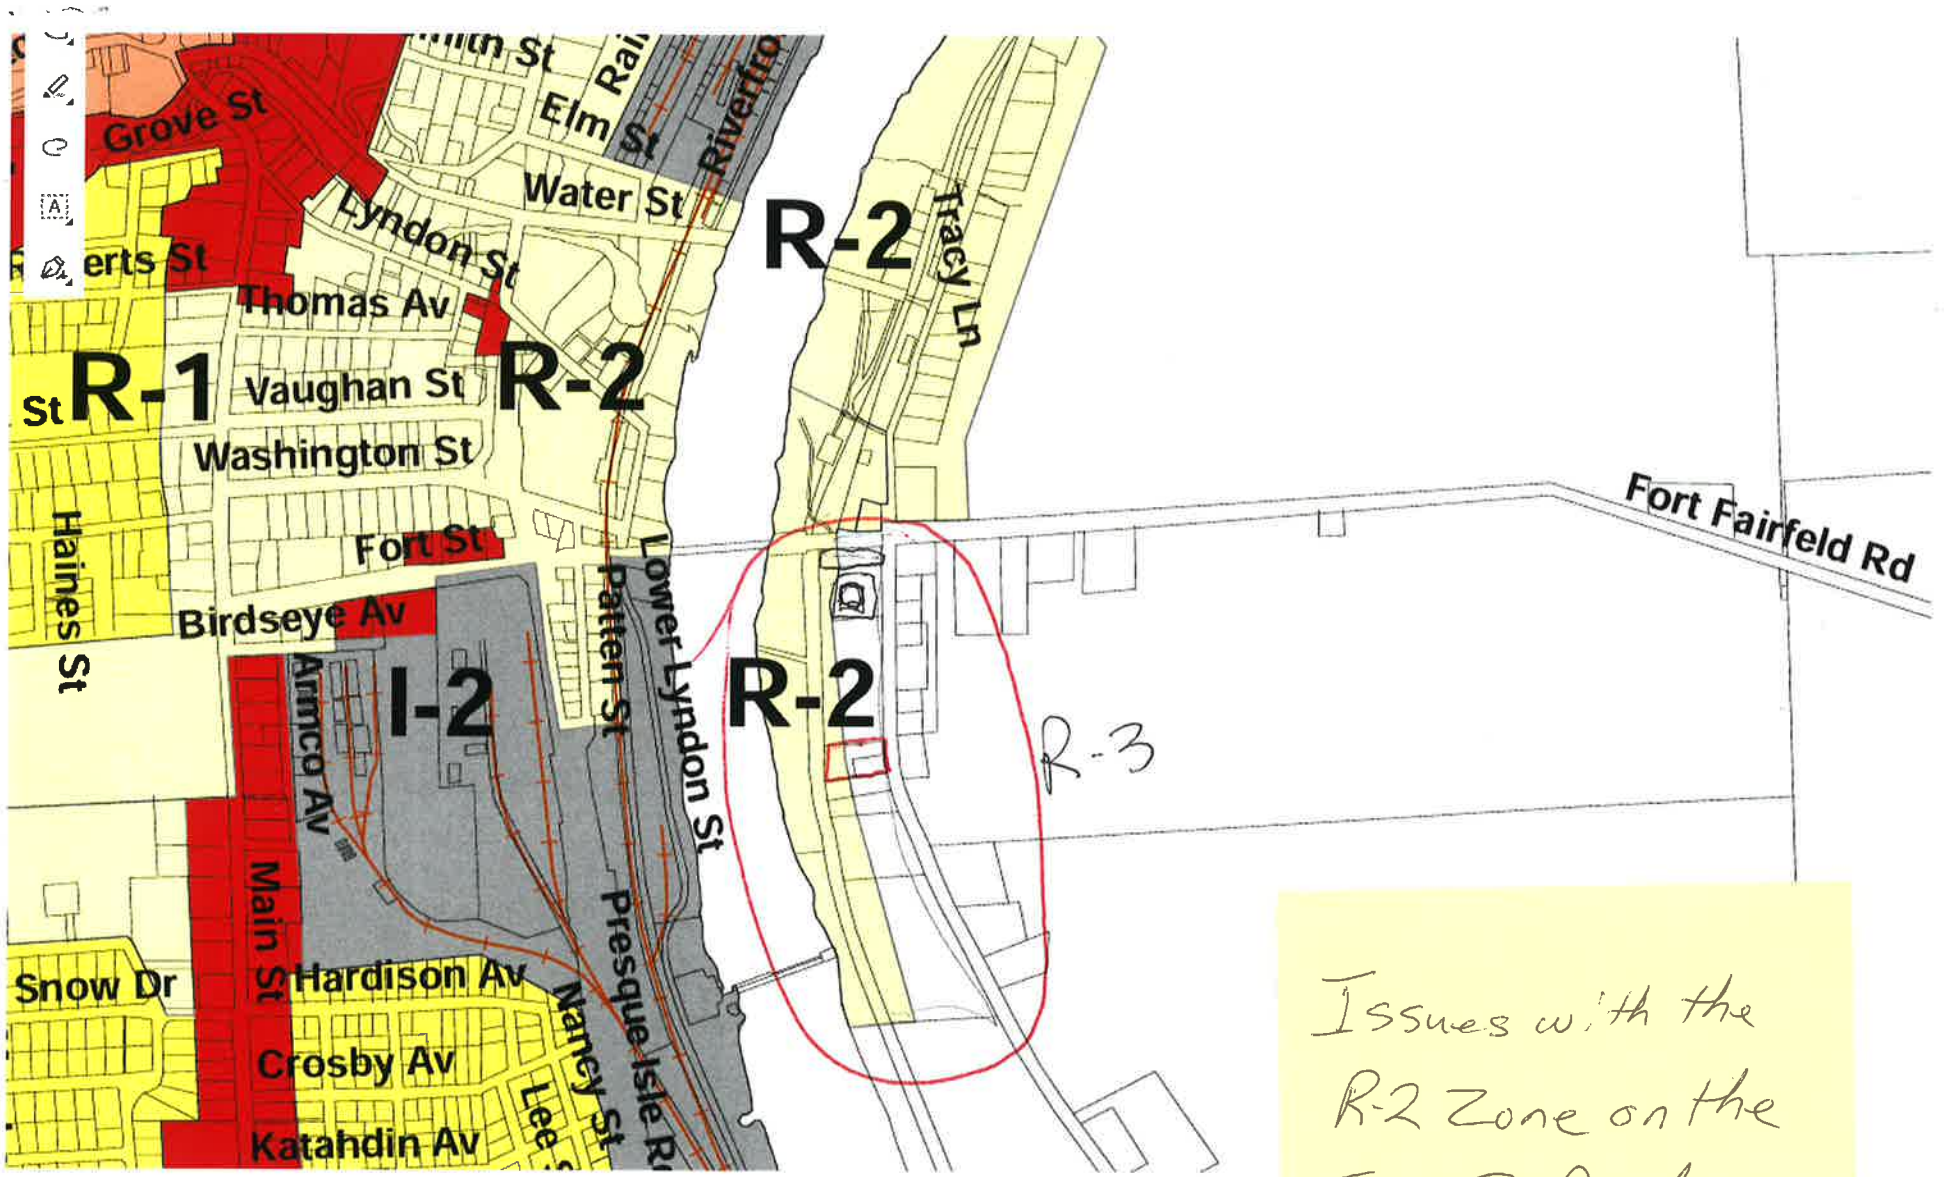 Smith St
Elm St
Riverfro
Grove St
Water St
Lyndon St
R-2
Tracy Ln
erts St
Thomas Av
R-1
St
Vaughan St
R-2
Washington St
Haines St
Fort St
Fort Fairfeld Rd
Birdseye Av
Patten St
Lower Lyndon St
Armco Av
I-2
R-2
R-3
Main St
Presque Isle R
Snow Dr
Hardison Av
Nancy St
Crosby Av
Lee S
Katahdin Av
Issues with the
R-2 Zone on the